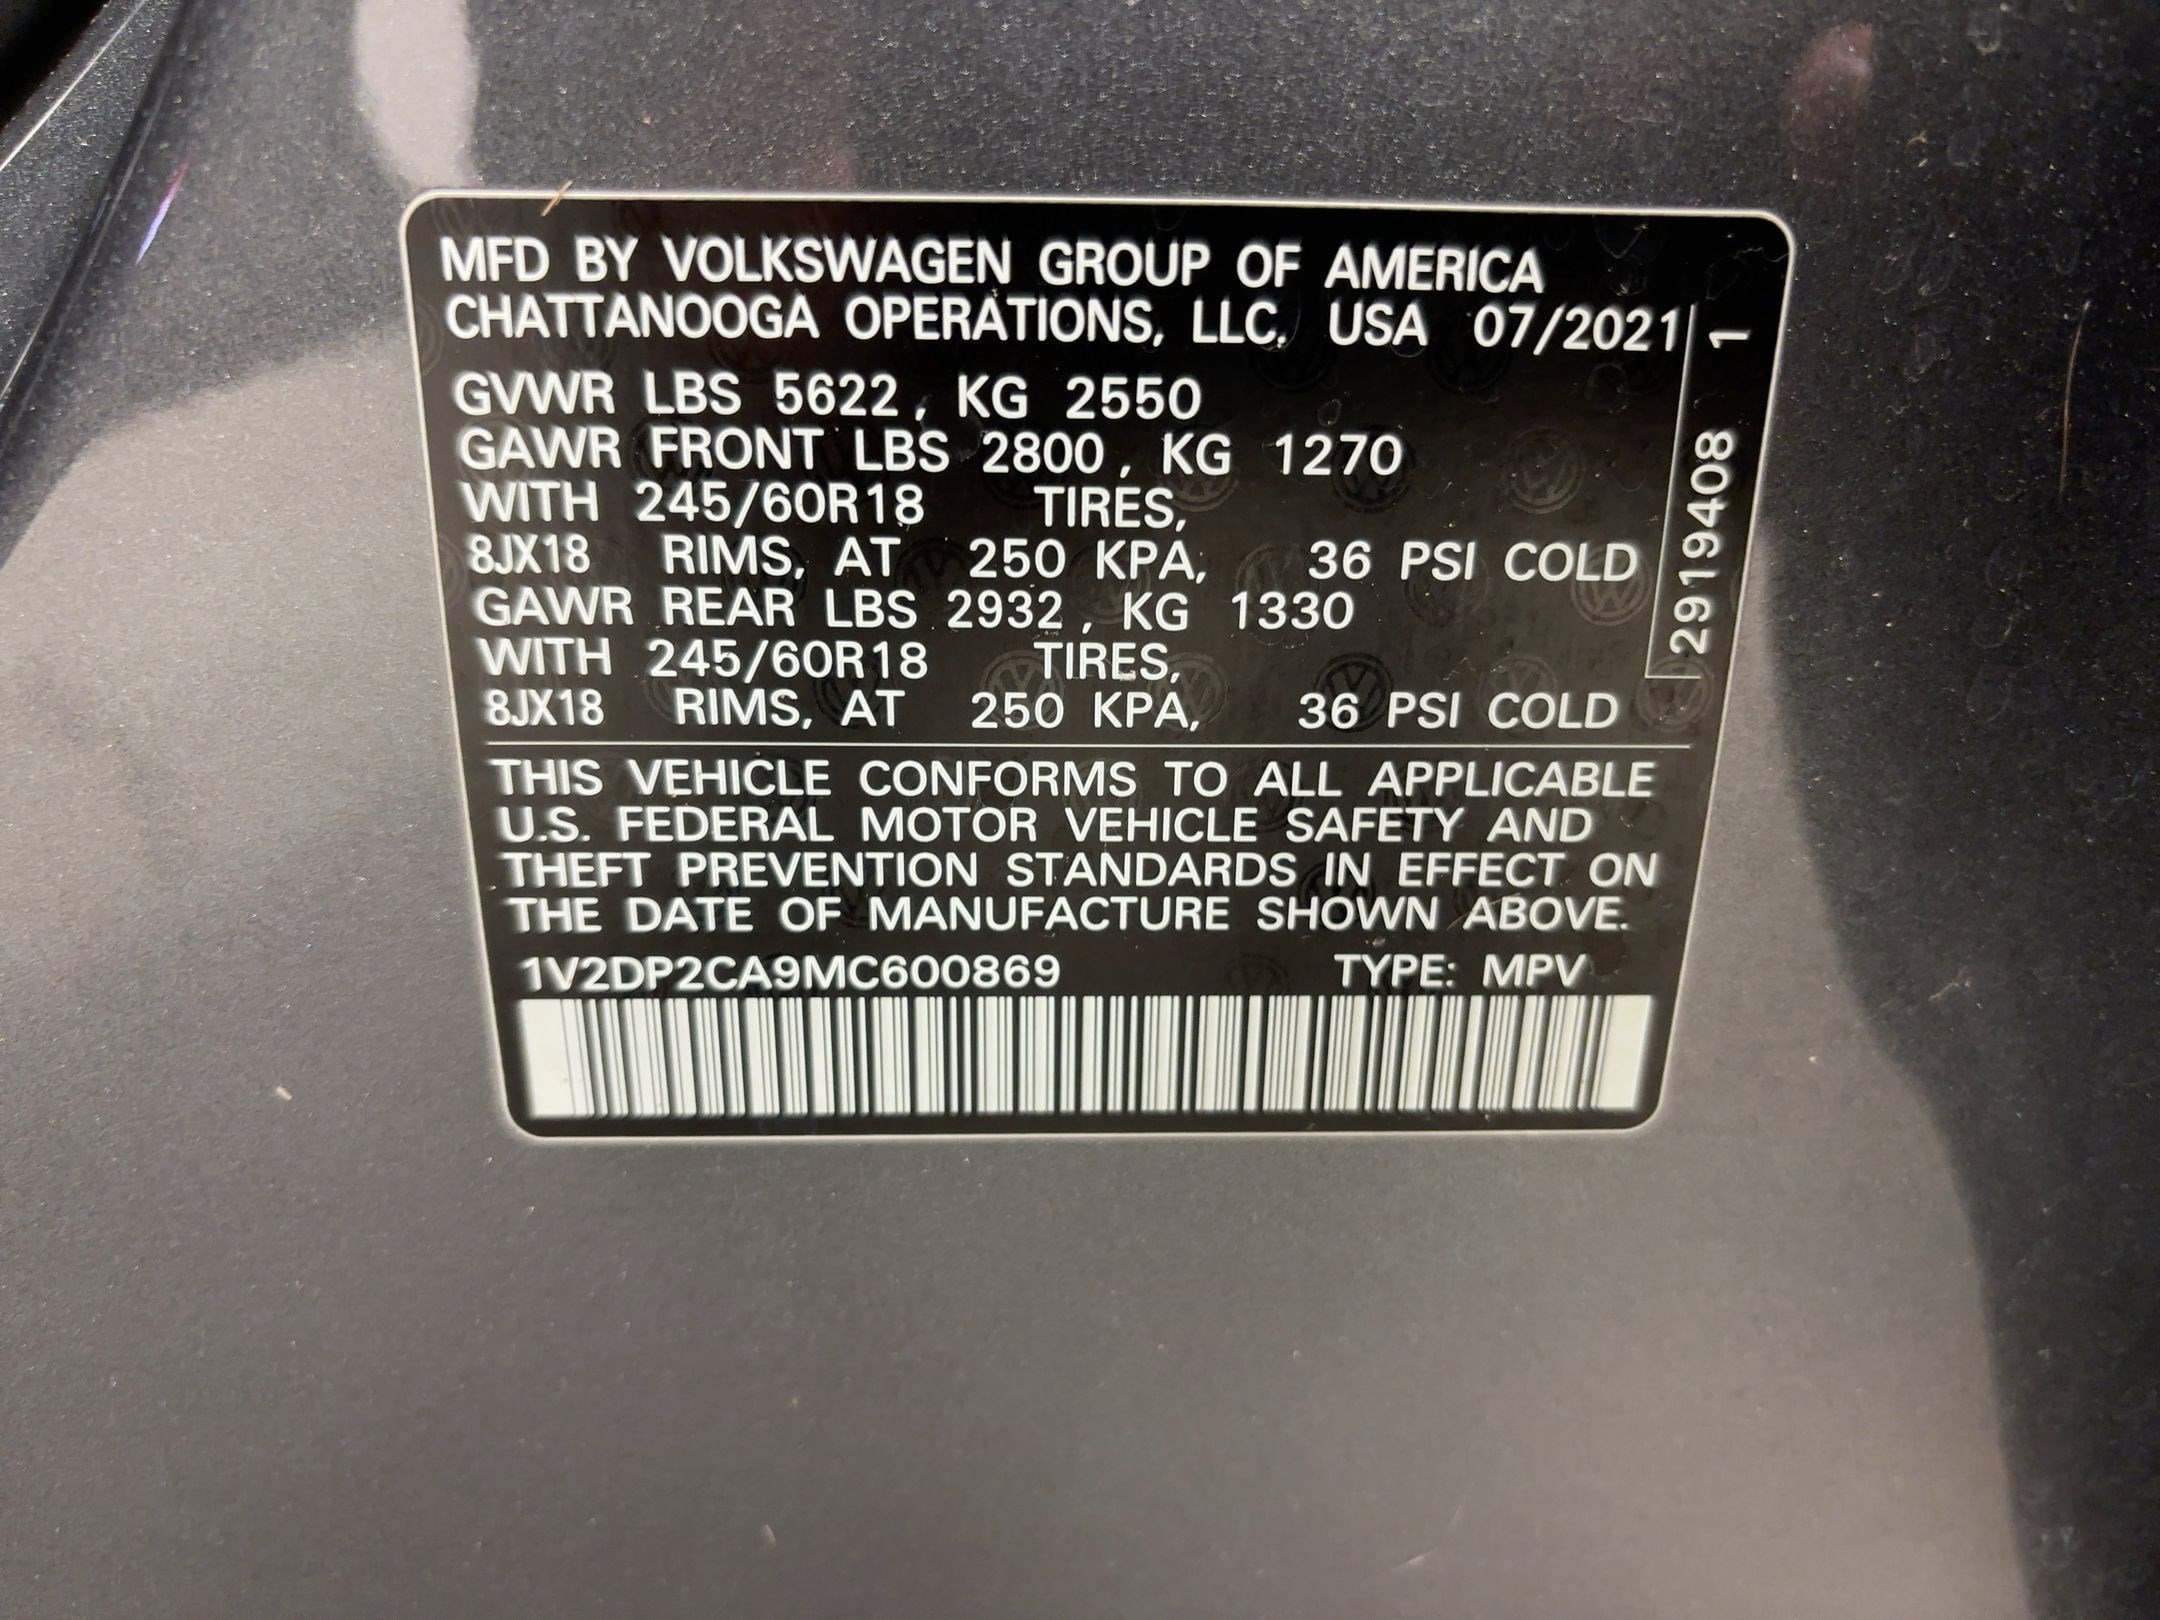 MFD BY VOLKSWAGEN GROUP OF AMERICA
CHATTANOOGA OPERATIONS, LLC, USA 07/2021
GVWR LBS 5622, KG 2550
GAWR FRONT LBS 2800, KG 1270
WITH 245/60R18 TIRES,
8JX18 RIMS, AT 250 KPA, 36 PSI COLD
GAWR REAR LBS 2932, KG 1330
WITH 245/60R18 TIRES,
8JX18 RIMS, AT 250 KPA, 36 PSI COLD
THIS VEHICLE CONFORMS TO ALL APPLICABLE
U.S. FEDERAL MOTOR VEHICLE SAFETY AND
THEFT PREVENTION STANDARDS IN EFFECT ON
THE DATE OF MANUFACTURE SHOWN ABOVE.
1V2DP2CA9MC600869 TYPE: MPV
2919408 1